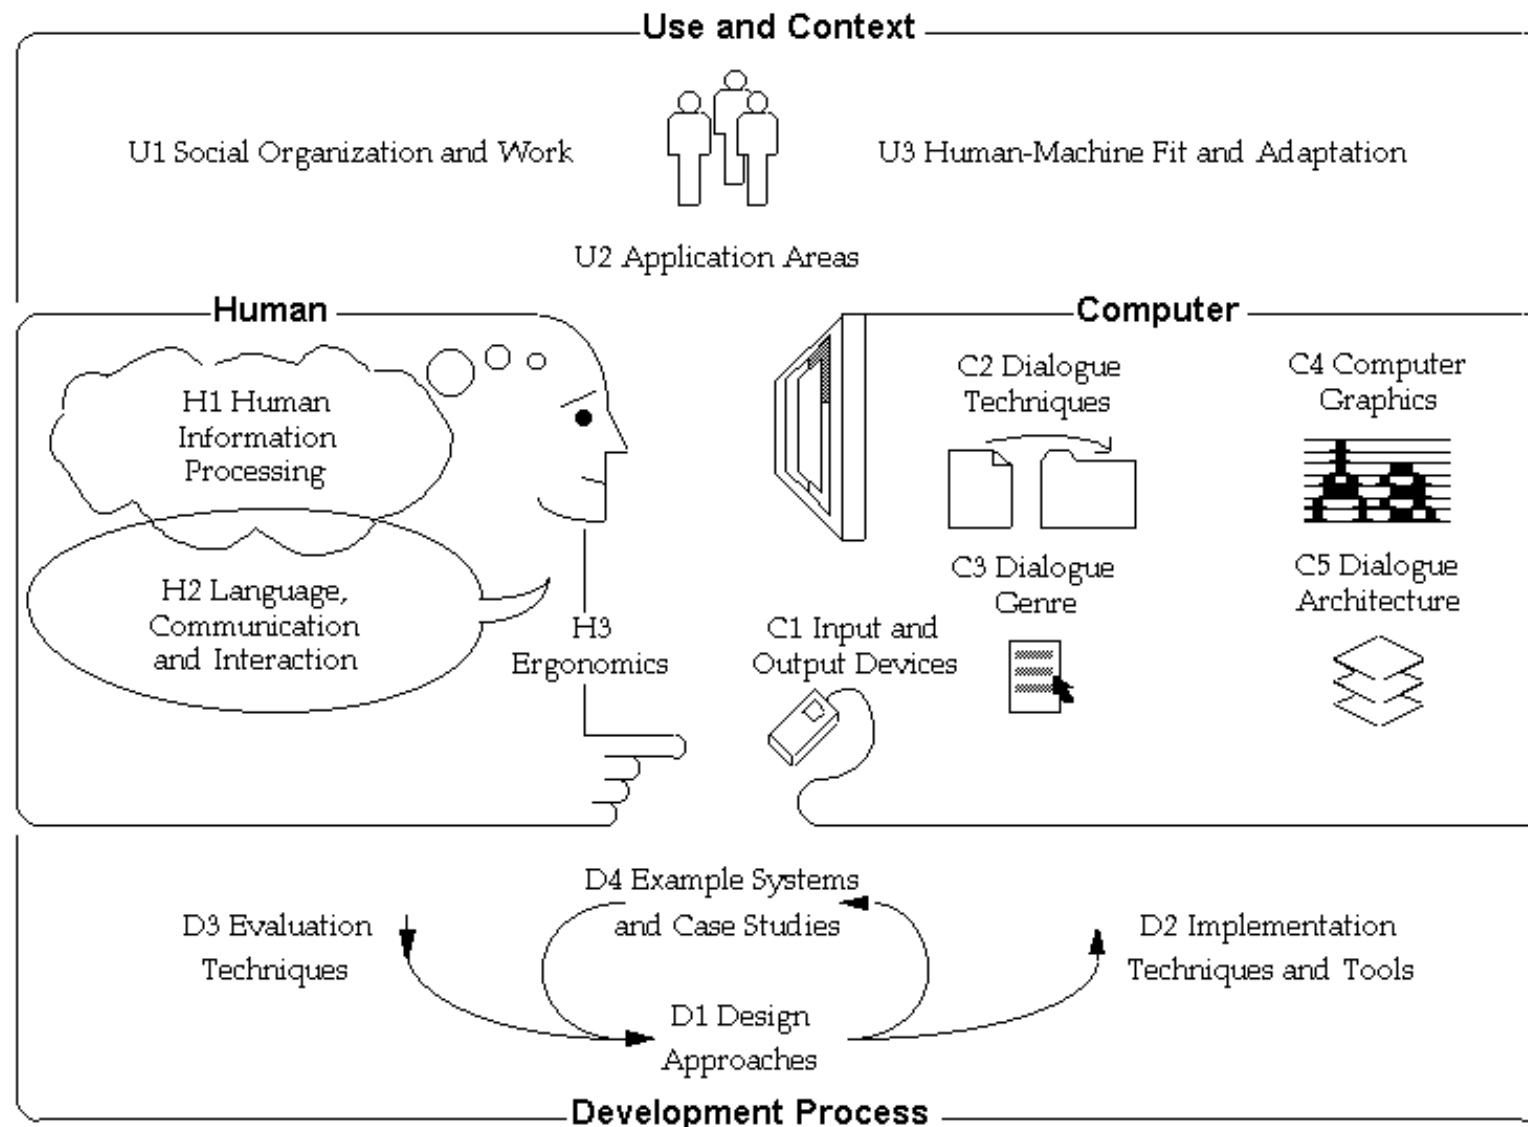 Use and Context
U1 Social Organization and Work
U3 Human-Machine Fit and Adaptation
U2 Application Areas
Human
H1 Human
Information
Processing
H2 Language,
Communication
and Interaction
H3
Ergonomics
Computer
C1 Input and
Output Devices
C2 Dialogue
Techniques
C3 Dialogue
Genre
C4 Computer
Graphics
C5 Dialogue
Architecture
D3 Evaluation
Techniques
D4 Example Systems
and Case Studies
D1 Design
Approaches
D2 Implementation
Techniques and Tools
Development Process